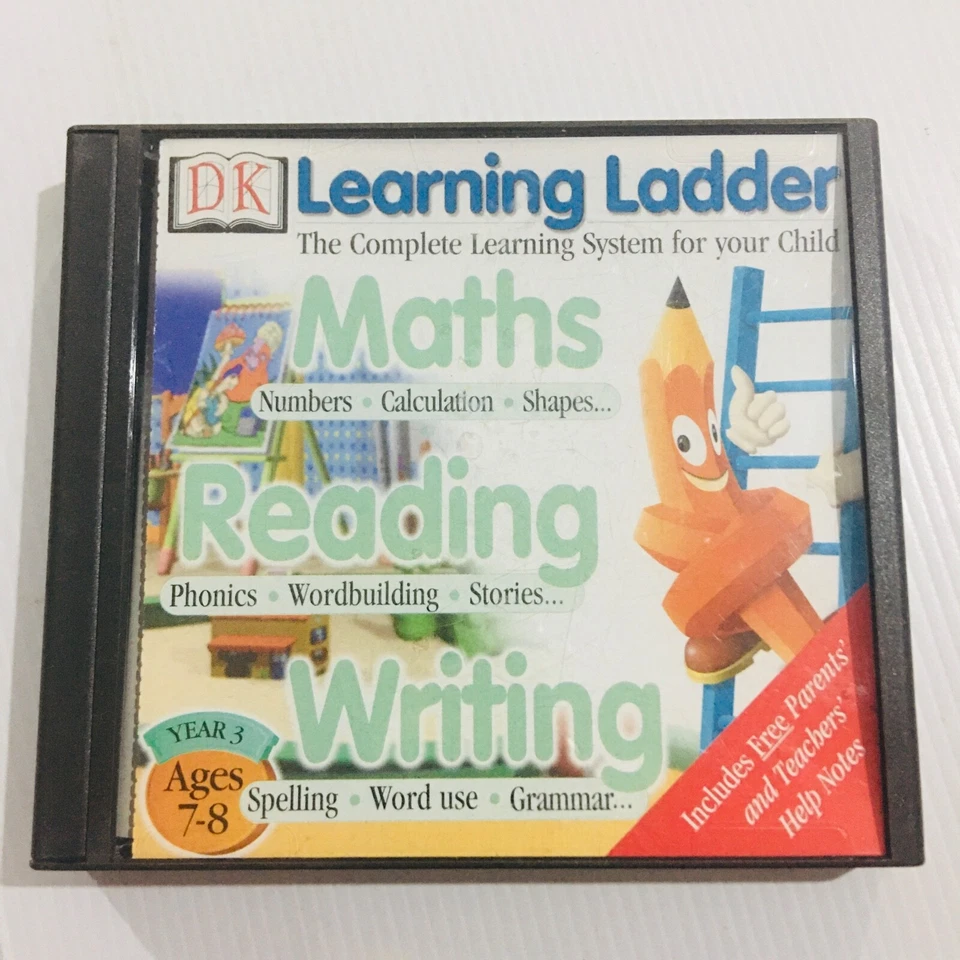 DK
Learning Ladder
The Complete Learning System for your Child
Maths
Numbers • Calculation • Shapes...
Reading
Phonics • Wordbuilding • Stories...
Writing
YEAR 3
Ages
7-8
Spelling • Word use • Grammar...
Includes Free Parents'
and Teachers'
Help Notes